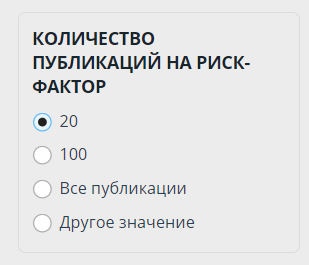 КОЛИЧЕСТВО
ПУБЛИКАЦИЙ НА РИСК-
ФАКТОР
20
100
Все публикации
Другое значение